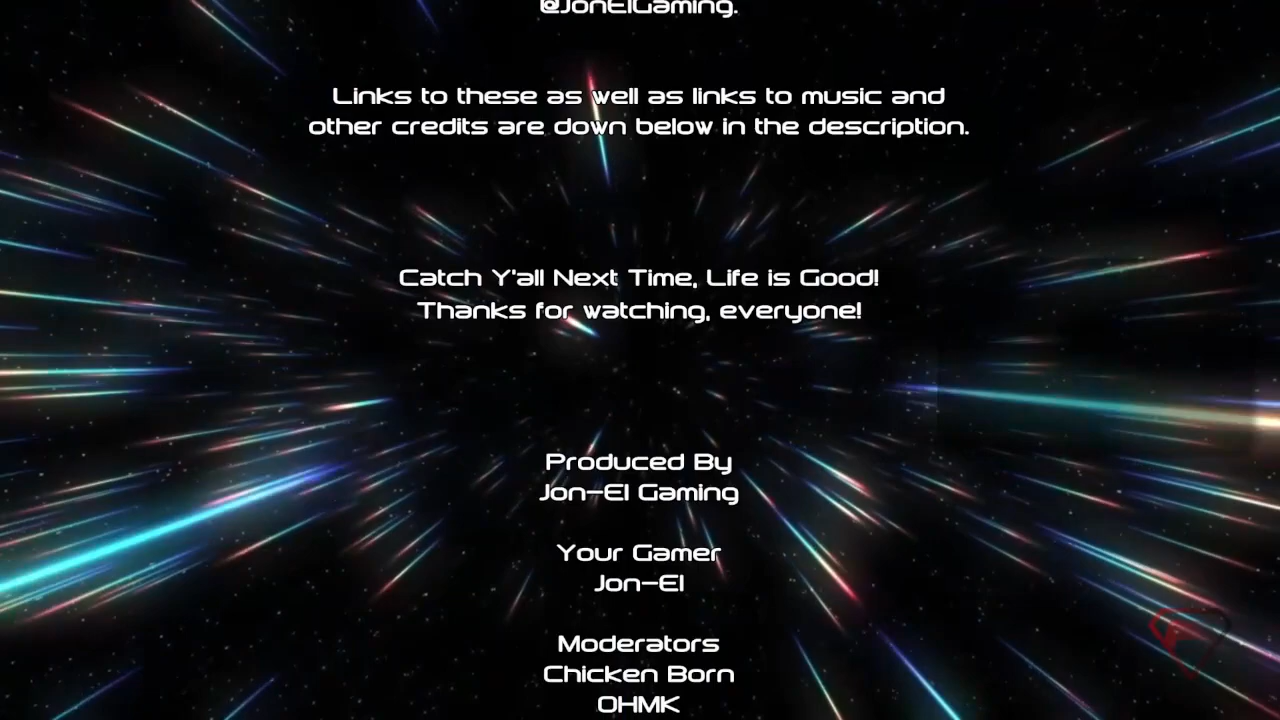 @JonElGaming.
Links to these as well as links to music and
other credits are down below in the description.
Catch Y'all Next Time, Life is Good!
Thanks for watching, everyone!
Produced By
Jon-El Gaming
Your Gamer
Jon-El
Moderators
Chicken Born
OHMK